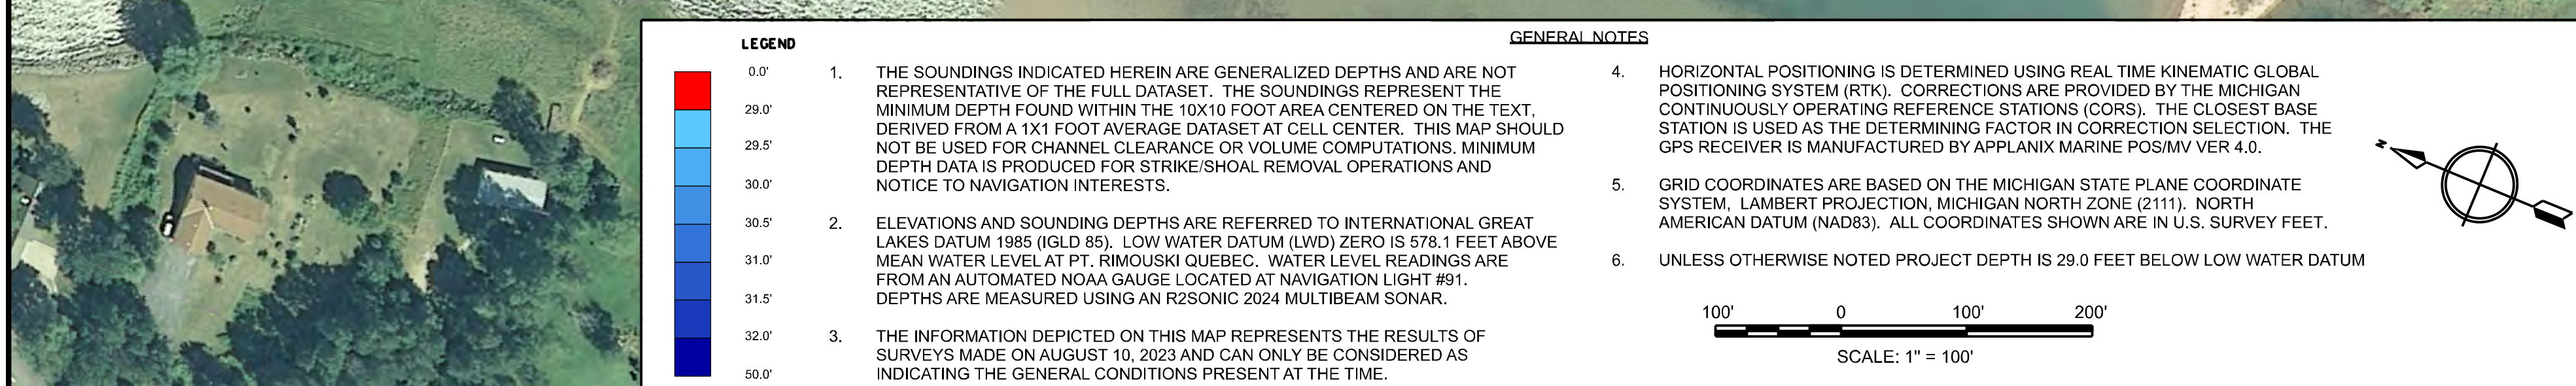 LEGEND
0.0'
29.0'
29.5'
30.0'
30.5'
31.0'
31.5'
32.0'
50.0'
GENERAL NOTES
1. THE SOUNDINGS INDICATED HEREIN ARE GENERALIZED DEPTHS AND ARE NOT
REPRESENTATIVE OF THE FULL DATASET. THE SOUNDINGS REPRESENT THE
MINIMUM DEPTH FOUND WITHIN THE 10X10 FOOT AREA CENTERED ON THE TEXT,
DERIVED FROM A 1X1 FOOT AVERAGE DATASET AT CELL CENTER. THIS MAP SHOULD
NOT BE USED FOR CHANNEL CLEARANCE OR VOLUME COMPUTATIONS. MINIMUM
DEPTH DATA IS PRODUCED FOR STRIKE/SHOAL REMOVAL OPERATIONS AND
NOTICE TO NAVIGATION INTERESTS.
2. ELEVATIONS AND SOUNDING DEPTHS ARE REFERRED TO INTERNATIONAL GREAT
LAKES DATUM 1985 (IGLD 85). LOW WATER DATUM (LWD) ZERO IS 578.1 FEET ABOVE
MEAN WATER LEVEL AT PT. RIMOUSKI QUEBEC. WATER LEVEL READINGS ARE
FROM AN AUTOMATED NOAA GAUGE LOCATED AT NAVIGATION LIGHT #91.
DEPTHS ARE MEASURED USING AN R2SONIC 2024 MULTIBEAM SONAR.
3. THE INFORMATION DEPICTED ON THIS MAP REPRESENTS THE RESULTS OF
SURVEYS MADE ON AUGUST 10, 2023 AND CAN ONLY BE CONSIDERED AS
INDICATING THE GENERAL CONDITIONS PRESENT AT THE TIME.
4. HORIZONTAL POSITIONING IS DETERMINED USING REAL TIME KINEMATIC GLOBAL
POSITIONING SYSTEM (RTK). CORRECTIONS ARE PROVIDED BY THE MICHIGAN
CONTINUOUSLY OPERATING REFERENCE STATIONS (CORS). THE CLOSEST BASE
STATION IS USED AS THE DETERMINING FACTOR IN CORRECTION SELECTION. THE
GPS RECEIVER IS MANUFACTURED BY APPLANIX MARINE POS/MV VER 4.0.
5. GRID COORDINATES ARE BASED ON THE MICHIGAN STATE PLANE COORDINATE
SYSTEM, LAMBERT PROJECTION, MICHIGAN NORTH ZONE (2111). NORTH
AMERICAN DATUM (NAD83). ALL COORDINATES SHOWN ARE IN U.S. SURVEY FEET.
6. UNLESS OTHERWISE NOTED PROJECT DEPTH IS 29.0 FEET BELOW LOW WATER DATUM
100' 0 100' 200'
SCALE: 1" = 100'
N